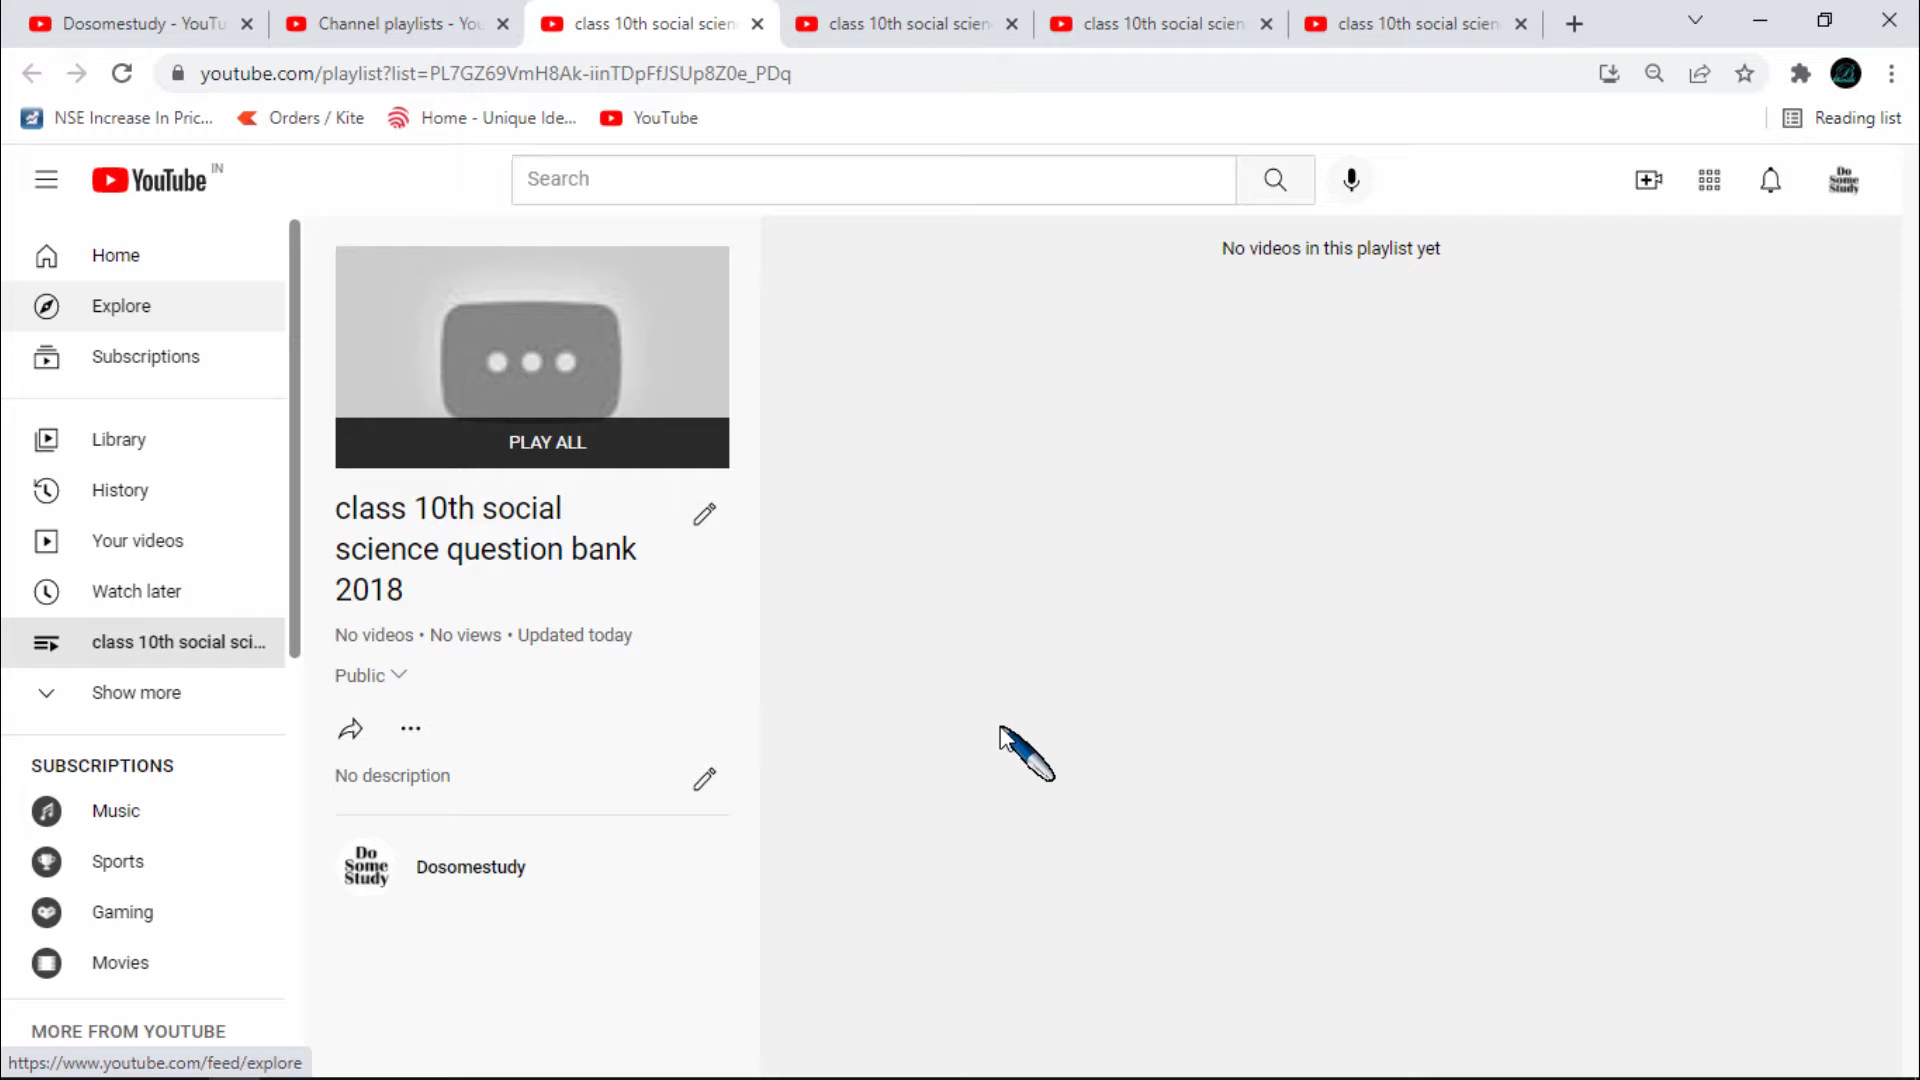 Dosomestudy - YouTu
Channel playlists - You
class 10th social scien
class 10th social scien
class 10th social scien
class 10th social scien
youtube.com/playlist?list=PL7GZ69VmH8Ak-iinTDpFfJSUp8Z0e_PDq
NSE Increase In Pric...
Orders / Kite
Home - Unique Ide...
YouTube
Reading list
YouTube IN
Search
Do
Some
Study
Home
Explore
Subscriptions
Library
History
Your videos
Watch later
class 10th social sci...
Show more
SUBSCRIPTIONS
Music
Sports
Gaming
Movies
MORE FROM YOUTUBE
https://www.youtube.com/feed/explore
PLAY ALL
class 10th social
science question bank
2018
No videos • No views • Updated today
Public
No description
Do
Some
Study
Dosomestudy
No videos in this playlist yet